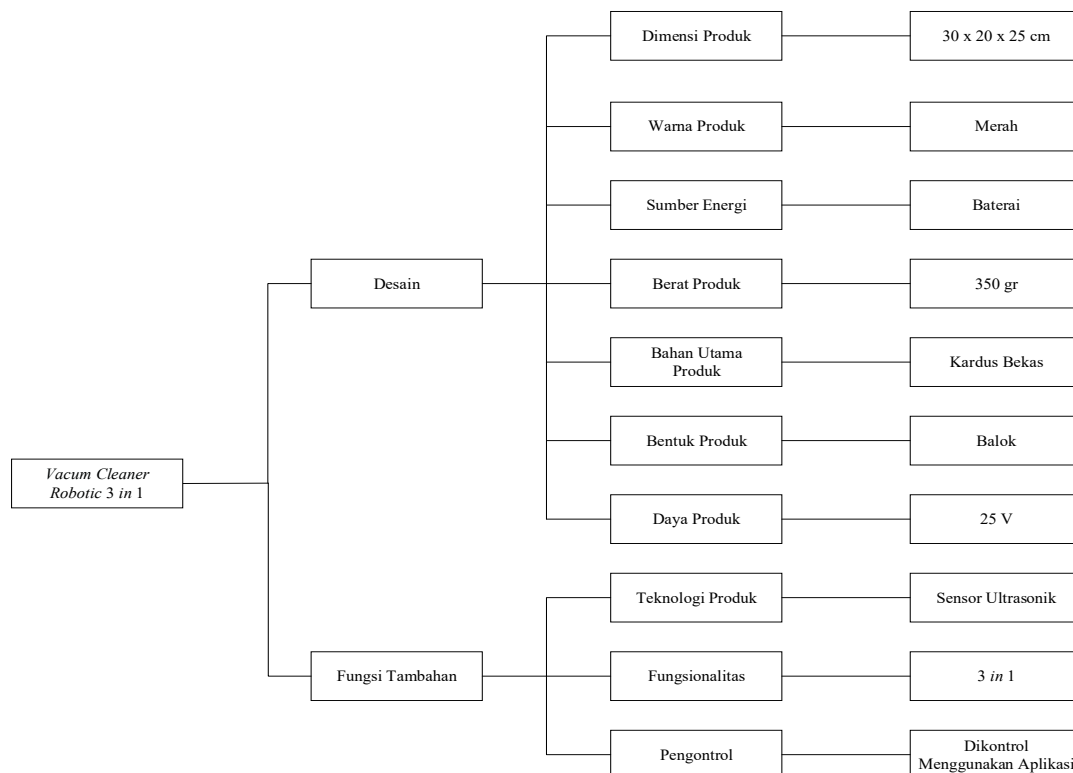 Dimensi Produk
30 x 20 x 25 cm
Warna Produk
Merah
Sumber Energi
Baterai
Desain
Berat Produk
350 gr
Bahan Utama
Produk
Kardus Bekas
Bentuk Produk
Balok
Vacum Cleaner
Robotic 3 in 1
Daya Produk
25 V
Teknologi Produk
Sensor Ultrasonik
Fungsi Tambahan
Fungsionalitas
3 in 1
Pengontrol
Dikontrol
Menggunakan Aplikasi